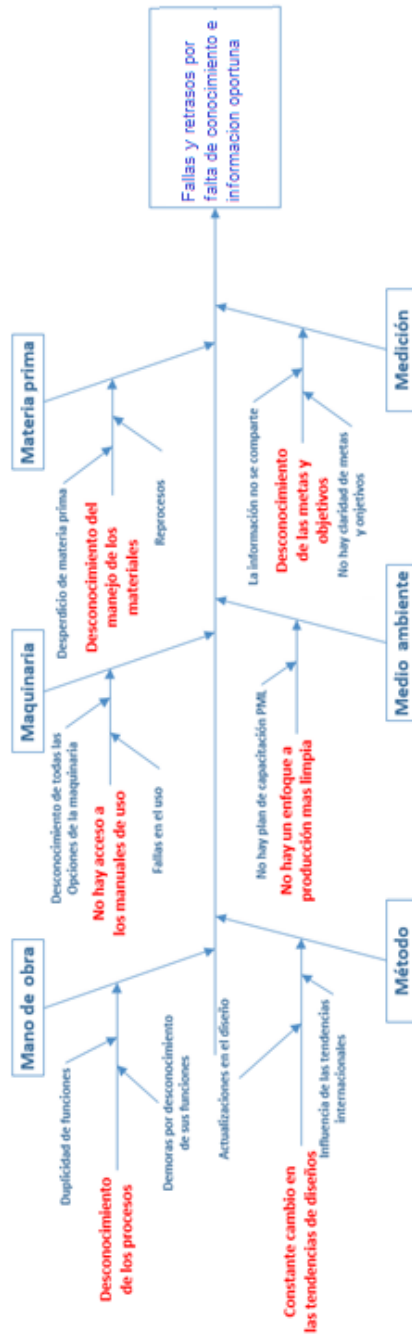 Mano de obra
Duplicidad de funciones
Desconocimiento
de los procesos
Demoras por desconocimiento
de sus funciones
Maquinaria
Desconocimiento de todas las
Opciones de la maquinaria
No hay acceso a
los manuales de uso
Fallas en el uso
Materia prima
Desperdicio de materia prima
Desconocimiento del
manejo de los
materiales
Reprocesos
Fallas y retrasos por
falta de conocimiento e
informacion oportuna
Actualizaciones en el diseño
Constante cambio en
las tendencias de diseños
Influencia de las tendencias
internacionales
Método
No hay plan de capacitación PML
No hay un enfoque a
producción mas limpia
Medio ambiente
La información no se comparte
Desconocimiento
de las metas y
objetivos
No hay claridad de metas
y onjetivos
Medición